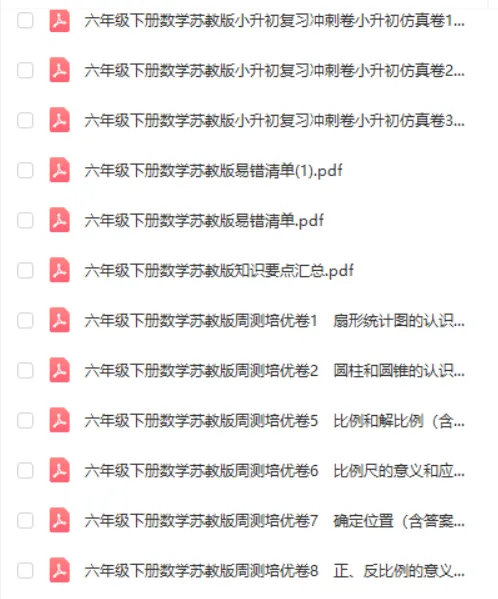 六年级下册数学苏教版小升初复习冲刺卷小升初仿真卷1...
六年级下册数学苏教版小升初复习冲刺卷小升初仿真卷2...
六年级下册数学苏教版小升初复习冲刺卷小升初仿真卷3...
六年级下册数学苏教版易错清单(1).pdf
六年级下册数学苏教版易错清单.pdf
六年级下册数学苏教版知识要点汇总.pdf
六年级下册数学苏教版周测培优卷1 扇形统计图的认识...
六年级下册数学苏教版周测培优卷2 圆柱和圆锥的认识...
六年级下册数学苏教版周测培优卷5 比例和解比例（含...
六年级下册数学苏教版周测培优卷6 比例尺的意义和应...
六年级下册数学苏教版周测培优卷7 确定位置（含答案...
六年级下册数学苏教版周测培优卷8 正、反比例的意义...